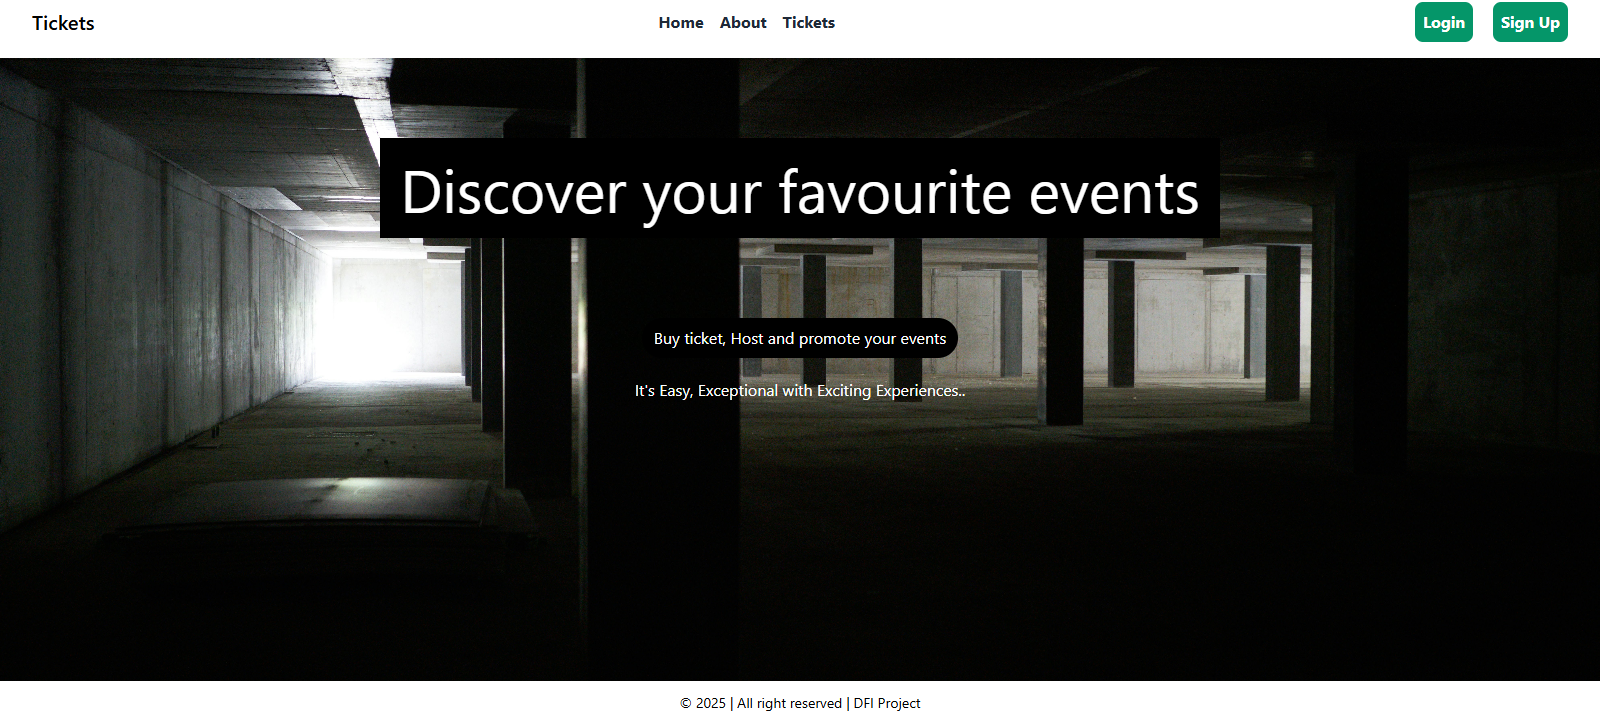 Tickets
Home About Tickets
Login Sign Up
Discover your favourite events
Buy ticket, Host and promote your events
It's Easy, Exceptional with Exciting Experiences..
© 2025 | All right reserved | DFI Project